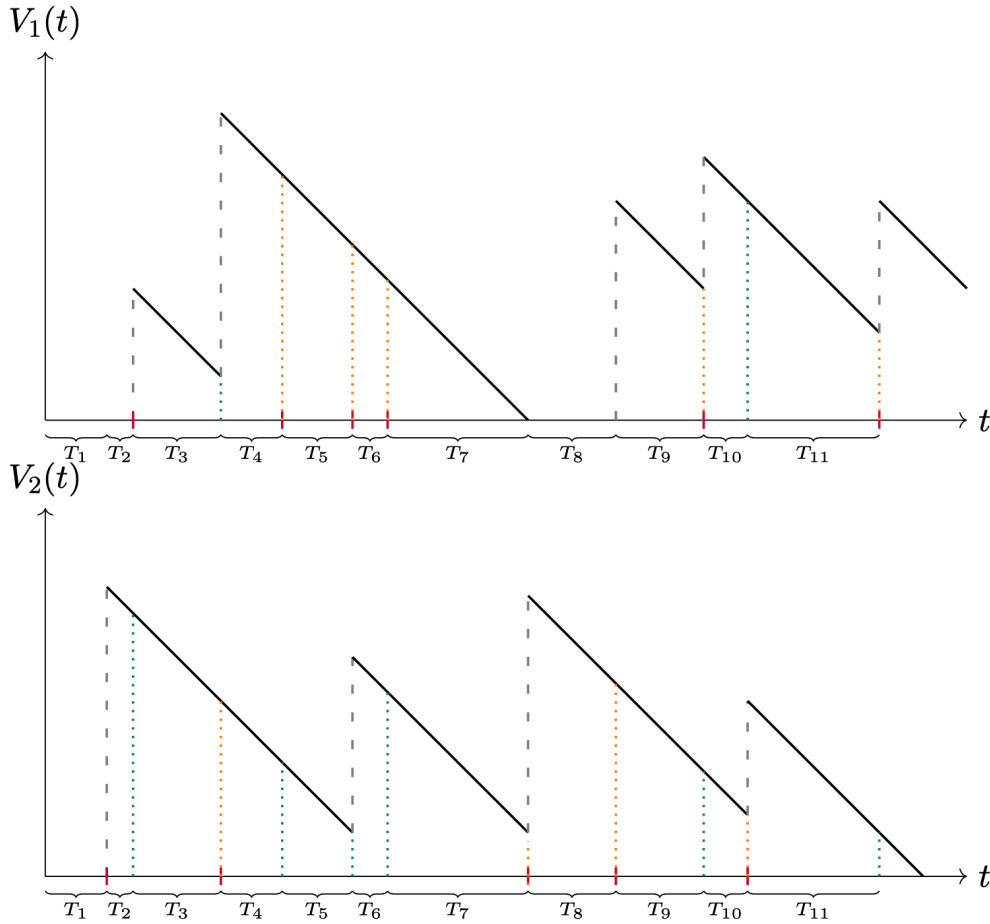 V₁(t)
t
T₁ T₂ T₃ T₄ T₅ T₆ T₇ T₈ T₉ T₁₀ T₁₁
V₂(t)
t
T₁ T₂ T₃ T₄ T₅ T₆ T₇ T₈ T₉ T₁₀ T₁₁